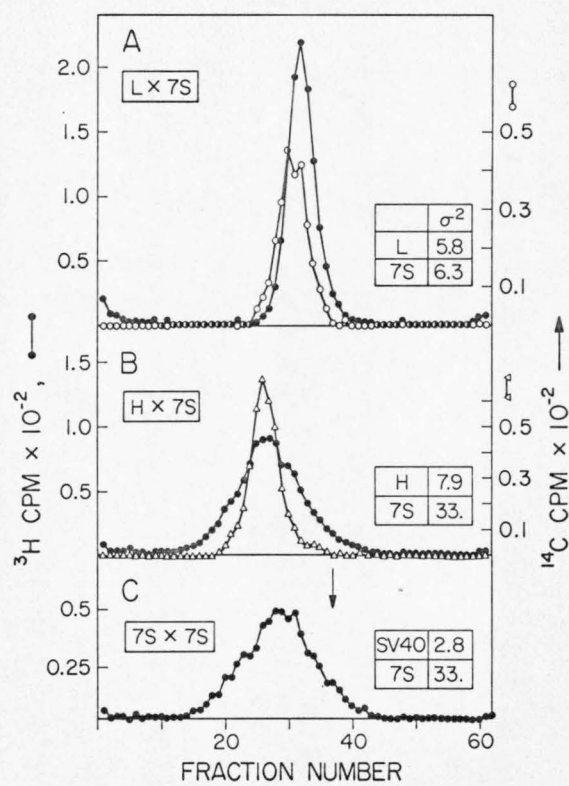 A
L × 7S
2.0
1.5
1.0
0.5
0.5
0.3
0.1
σ²
L 5.8
7S 6.3
B
H × 7S
1.5
1.0
0.5
0.5
0.3
0.1
H 7.9
7S 33.
C
7S × 7S
0.5
0.25
SV40 2.8
7S 33.
20 40 60
FRACTION NUMBER
³H CPM × 10⁻²,
¹⁴C CPM × 10⁻²